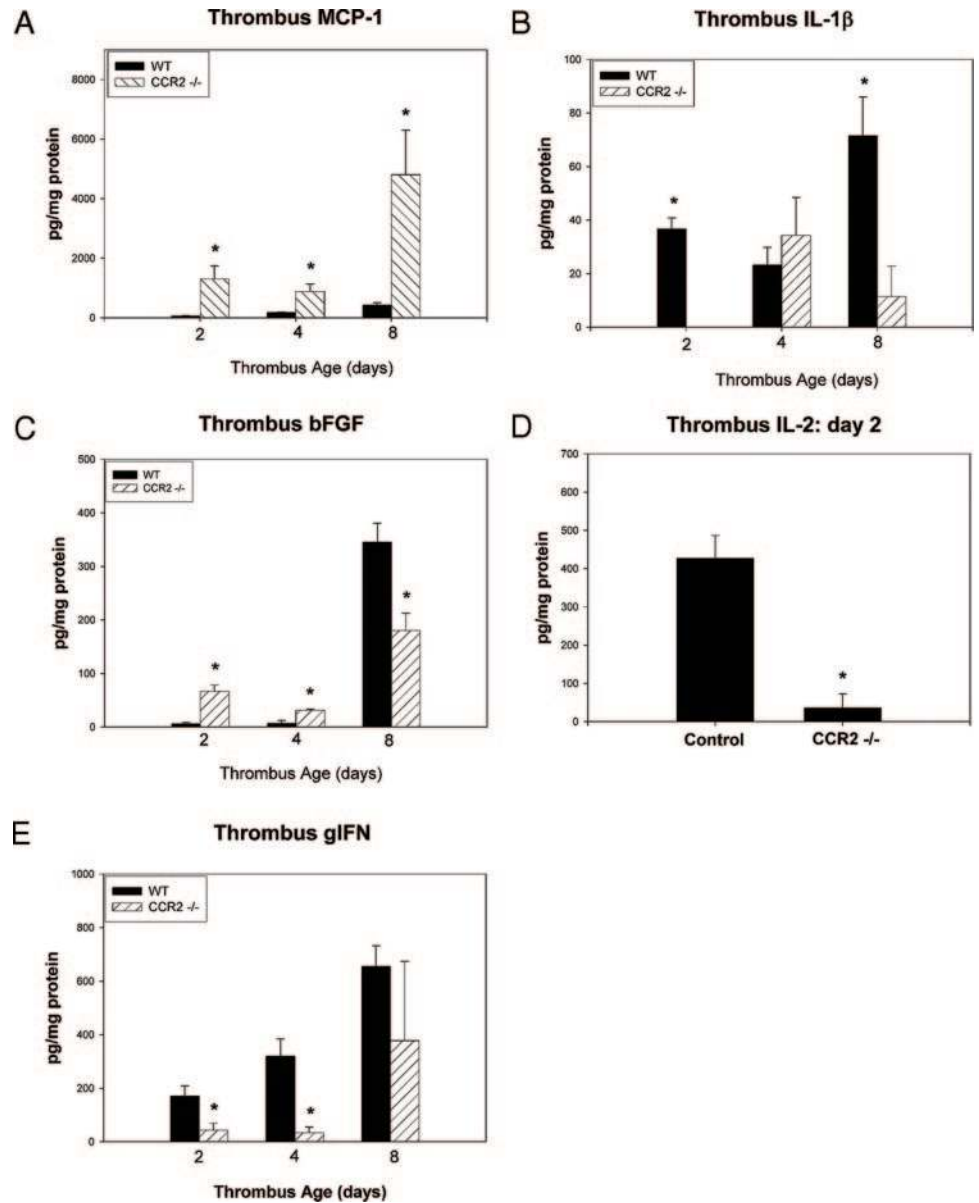 A
Thrombus MCP-1
WT
CCR2 -/-
pg/mg protein
8000
6000
4000
2000
0
*
*
*
2
4
8
Thrombus Age (days)
B
Thrombus IL-1β
WT
CCR2 -/-
pg/mg protein
100
80
60
40
20
0
*
*
2
4
8
Thrombus Age (days)
C
Thrombus bFGF
WT
CCR2 -/-
pg/mg protein
500
400
300
200
100
0
*
*
*
2
4
8
Thrombus Age (days)
D
Thrombus IL-2: day 2
pg/mg protein
700
600
500
400
300
200
100
0
*
Control
CCR2 -/-
E
Thrombus gIFN
WT
CCR2 -/-
pg/mg protein
1000
800
600
400
200
0
*
*
2
4
8
Thrombus Age (days)